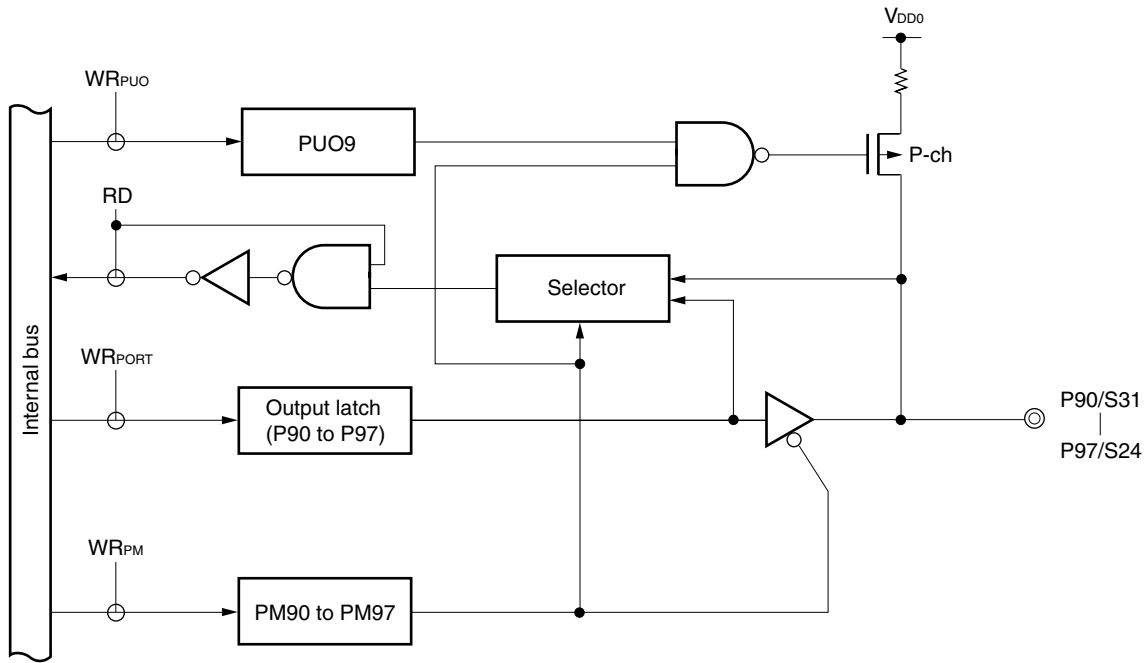 VDD0
WRPUO
PUO9
P-ch
RD
Selector
Internal bus
WRPORT
Output latch
(P90 to P97)
P90/S31
P97/S24
WRPM
PM90 to PM97